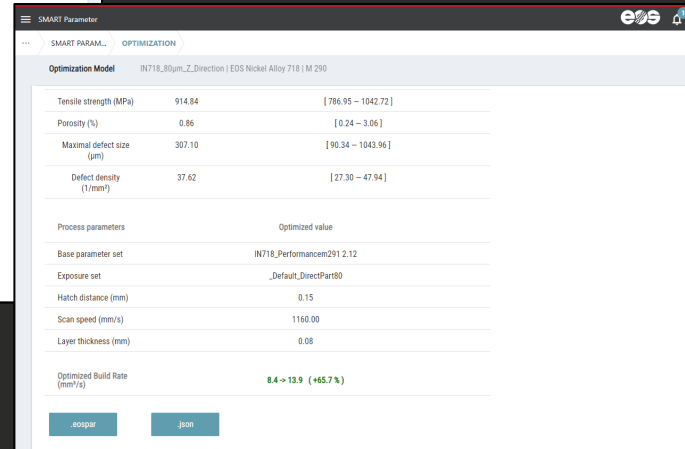 SMART Parameter
eos
1
... SMART PARAM... OPTIMIZATION
Optimization Model IN718_80µm_Z_Direction | EOS Nickel Alloy 718 | M 290
Tensile strength (MPa) 914.84 [ 786.95 – 1042.72 ]
Porosity (%) 0.86 [ 0.24 – 3.06 ]
Maximal defect size 307.10 [ 90.34 – 1043.96 ]
(µm)
Defect density 37.62 [ 27.30 – 47.94 ]
(1/mm²)
Process parameters Optimized value
Base parameter set IN718_Performancem291 2.12
Exposure set _Default_DirectPart80
Hatch distance (mm) 0.15
Scan speed (mm/s) 1160.00
Layer thickness (mm) 0.08
Optimized Build Rate 8.4 -> 13.9 ( +65.7 % )
(mm³/s)
.eospar .json